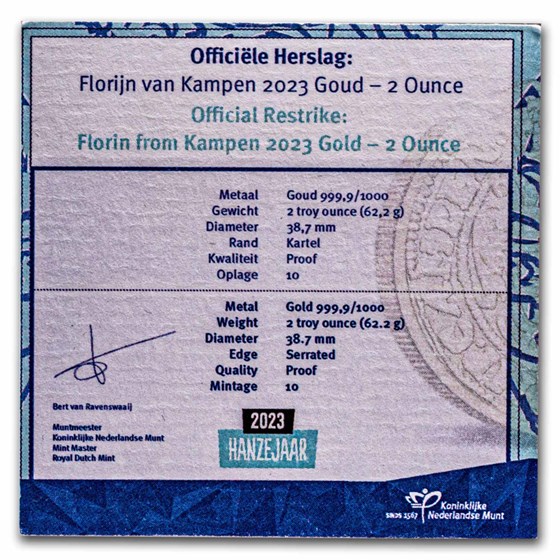 Officiële Herslag:
Florijn van Kampen 2023 Goud – 2 Ounce
Official Restrike:
Florin from Kampen 2023 Gold – 2 Ounce
Metaal Goud 999,9/1000
Gewicht 2 troy ounce (62,2 g)
Diameter 38,7 mm
Rand Kartel
Kwaliteit Proof
Oplage 10
Metal Gold 999,9/1000
Weight 2 troy ounce (62.2 g)
Diameter 38.7 mm
Edge Serrated
Quality Proof
Mintage 10
Bert van Ravenswaaij
Muntmeester
Koninklijke Nederlandse Munt
Mint Master
Royal Dutch Mint
2023
HANZEJAAR
sinds 1567
Koninklijke
Nederlandse Munt